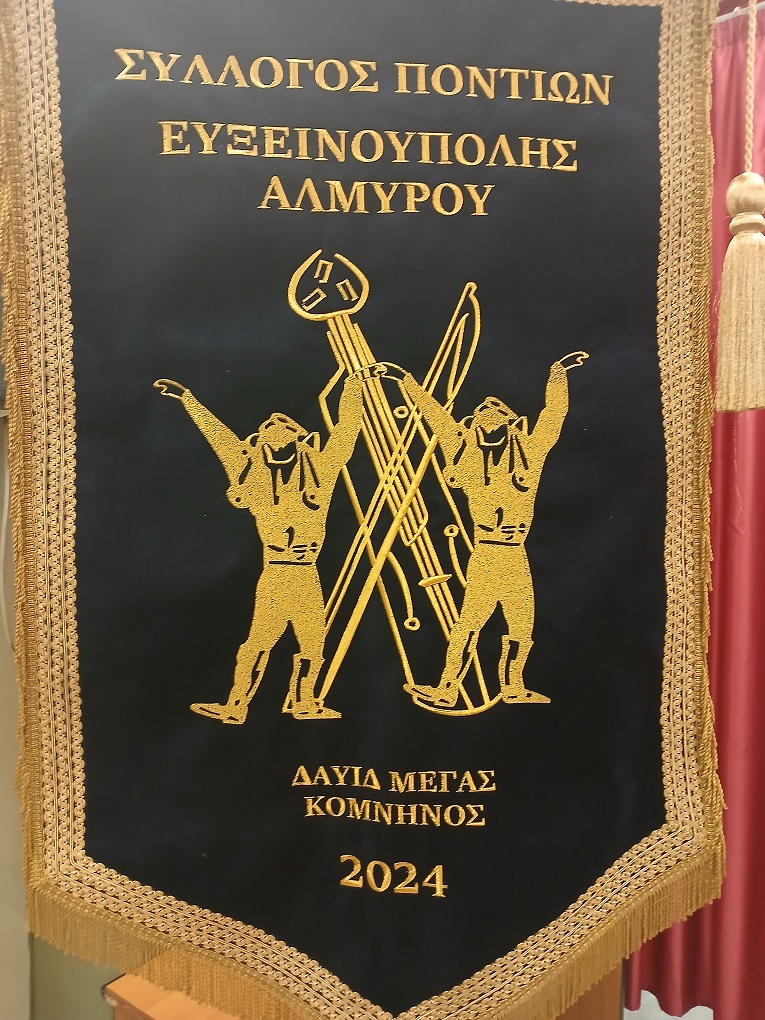 ΣΥΛΛΟΓΟΣ ΠΟΝΤΙΩΝ
ΕΥΞΕΙΝΟΥΠΟΛΗΣ
ΑΛΜΥΡΟΥ
ΔΑΥΙΔ ΜΕΓΑΣ
ΚΟΜΝΗΝΟΣ
2024